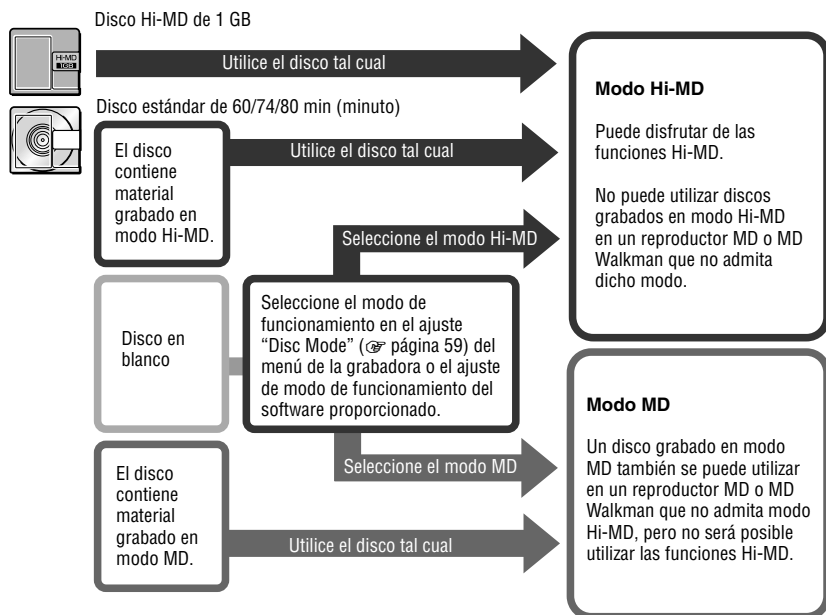 Disco Hi-MD de 1 GB
Hi-MD
1GB
Utilice el disco tal cual
Disco estándar de 60/74/80 min (minuto)
El disco
contiene
material
grabado en
modo Hi-MD.
Utilice el disco tal cual
Seleccione el modo Hi-MD
Disco en
blanco
Seleccione el modo de
funcionamiento en el ajuste
“Disc Mode” (☞ página 59) del
menú de la grabadora o el ajuste
de modo de funcionamiento del
software proporcionado.
Seleccione el modo MD
El disco
contiene
material
grabado en
modo MD.
Utilice el disco tal cual
Modo Hi-MD
Puede disfrutar de las
funciones Hi-MD.
No puede utilizar discos
grabados en modo Hi-MD
en un reproductor MD o MD
Walkman que no admita
dicho modo.
Modo MD
Un disco grabado en modo
MD también se puede utilizar
en un reproductor MD o MD
Walkman que no admita modo
Hi-MD, pero no será posible
utilizar las funciones Hi-MD.